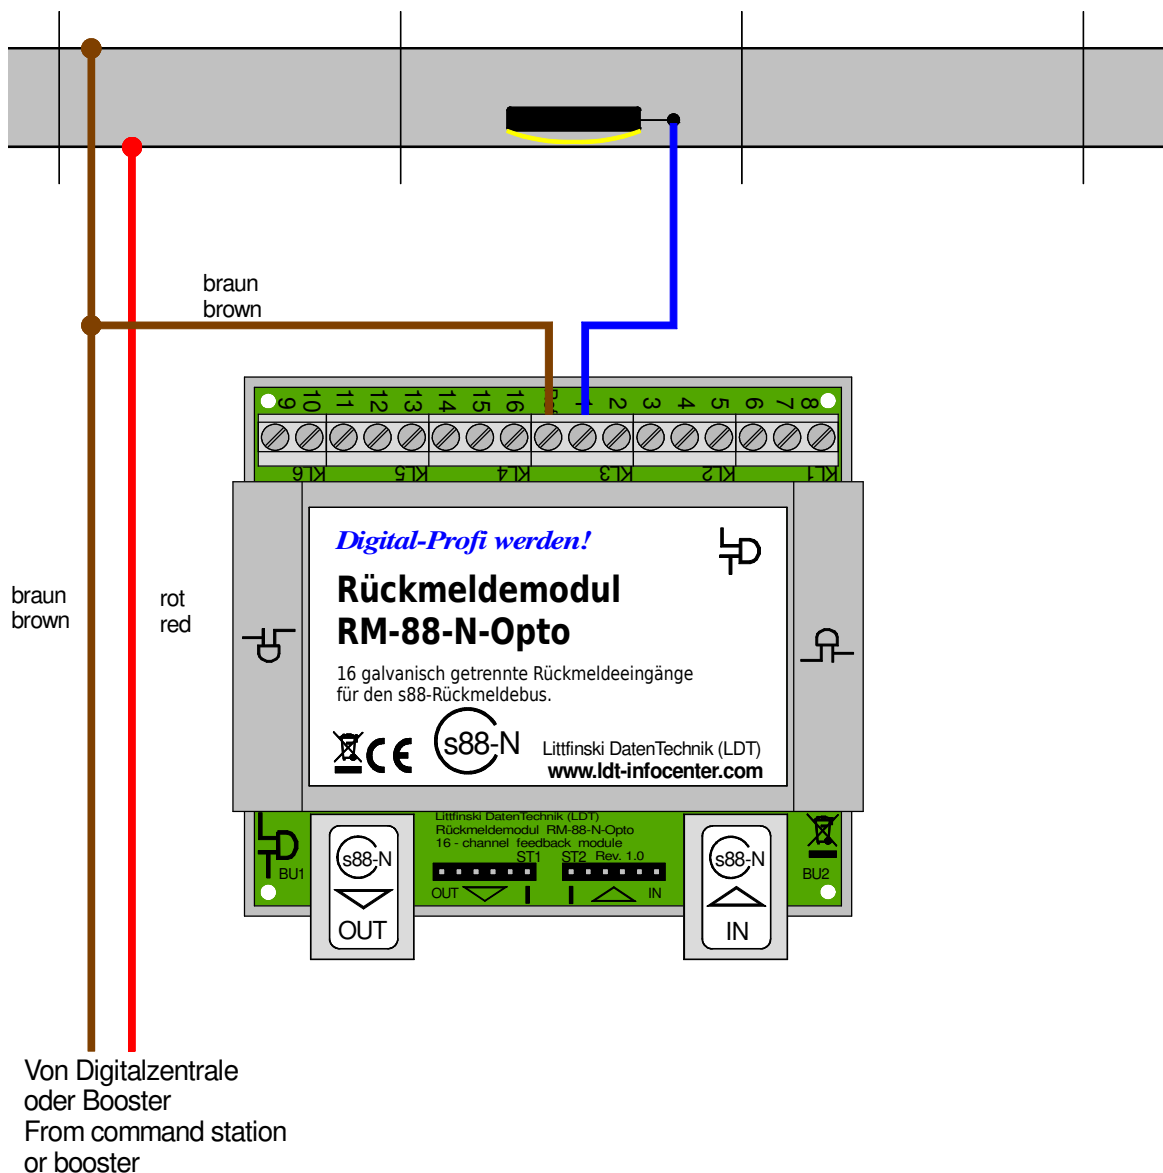 braun
brown
9 10 11 12 13 14 15 16 1 2 3 4 5 6 7 8
KL6 KL5 KL4 KL3 KL2 KL1
Digital-Profi werden!
Rückmeldemodul
RM-88-N-Opto
16 galvanisch getrennte Rückmeldeeingänge
für den s88-Rückmeldebus.
CE
s88-N
Littfinski DatenTechnik (LDT)
www.ldt-infocenter.com
braun
brown
rot
red
Littfinski DatenTechnik (LDT)
Rückmeldemodul RM-88-N-Opto
16 - channel feedback module
ST1 ST2 Rev. 1.0
OUT IN
BU1
BU2
s88-N
OUT
s88-N
IN
Von Digitalzentrale
oder Booster
From command station
or booster